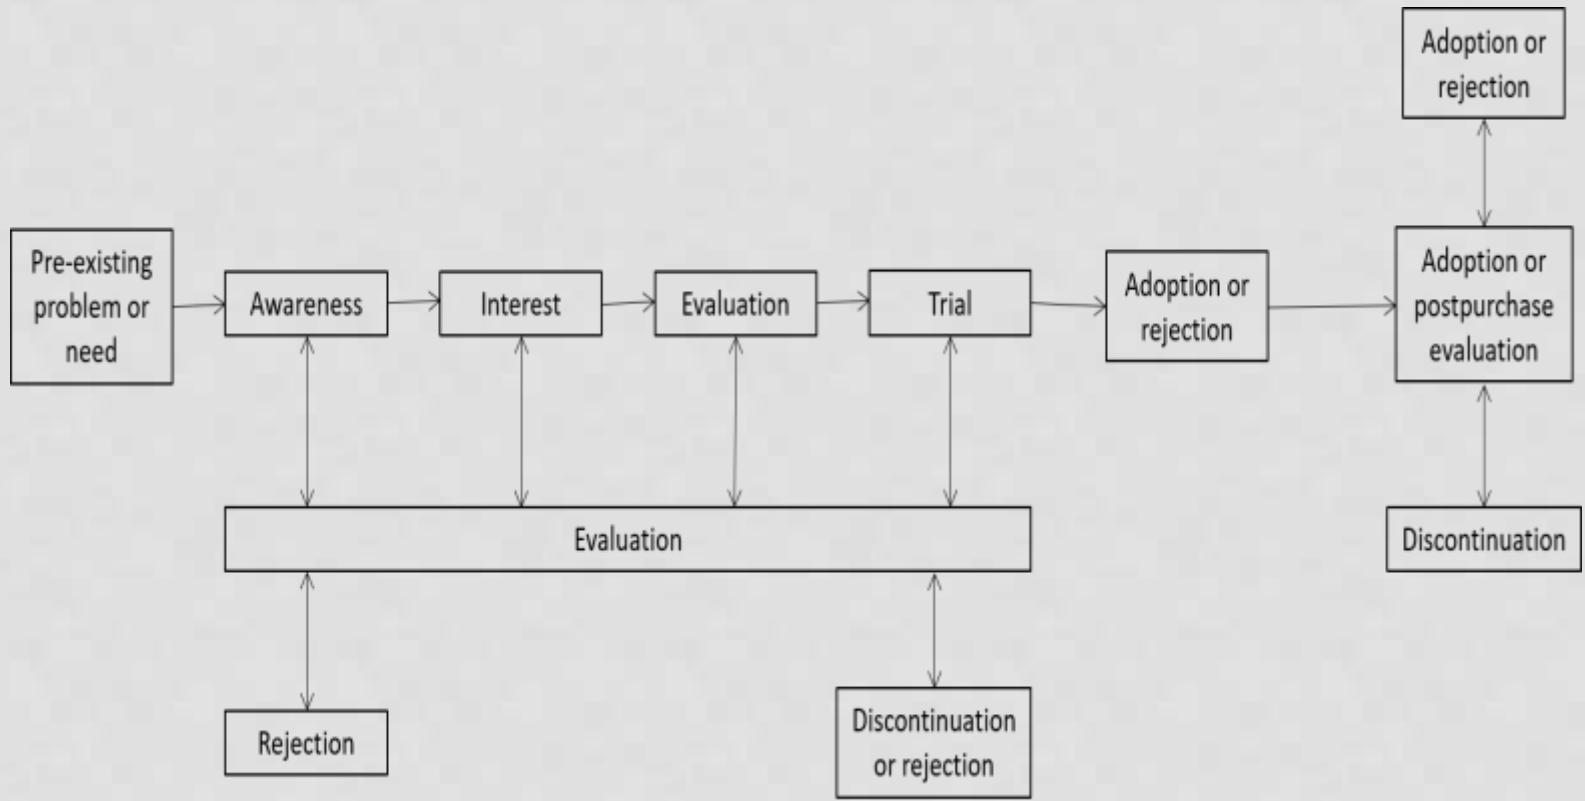 Adoption or
rejection
Pre-existing
problem or
need
Awareness
Interest
Evaluation
Trial
Adoption or
rejection
Adoption or
postpurchase
evaluation
Evaluation
Discontinuation
Rejection
Discontinuation
or rejection